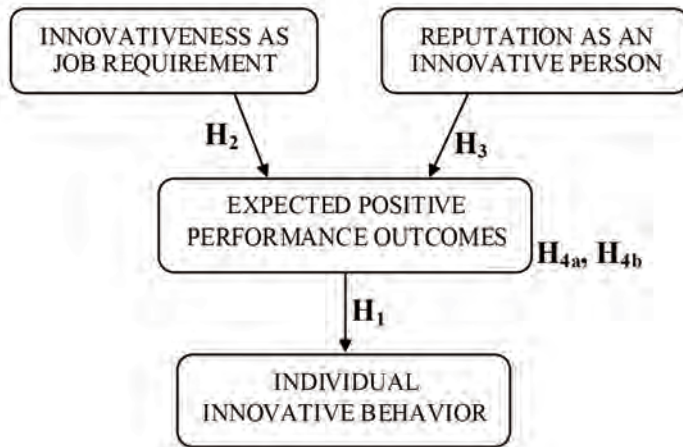 INNOVATIVENESS AS
JOB REQUIREMENT
REPUTATION AS AN
INNOVATIVE PERSON
H₂
H₃
EXPECTED POSITIVE
PERFORMANCE OUTCOMES
H₄ₐ, H₄b
H₁
INDIVIDUAL
INNOVATIVE BEHAVIOR